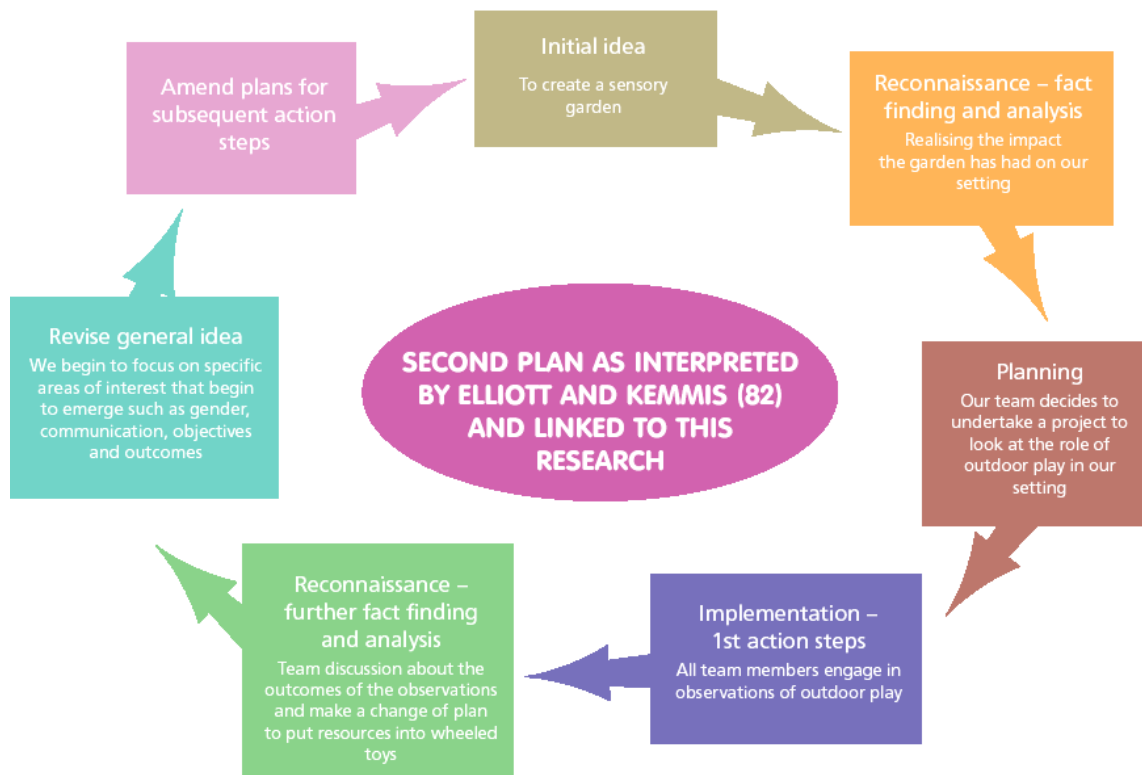 Initial idea
To create a sensory
garden
Reconnaissance – fact
finding and analysis
Realising the impact
the garden has had on our
setting
Planning
Our team decides to
undertake a project to
look at the role of
outdoor play in our
setting
Implementation –
1st action steps
All team members engage in
observations of outdoor play
Reconnaissance –
further fact finding
and analysis
Team discussion about the
outcomes of the observations
and make a change of plan
to put resources into wheeled
toys
Revise general idea
We begin to focus on specific
areas of interest that begin
to emerge such as gender,
communication, objectives
and outcomes
Amend plans for
subsequent action
steps
SECOND PLAN AS INTERPRETED
BY ELLIOTT AND KEMMIS (82)
AND LINKED TO THIS
RESEARCH